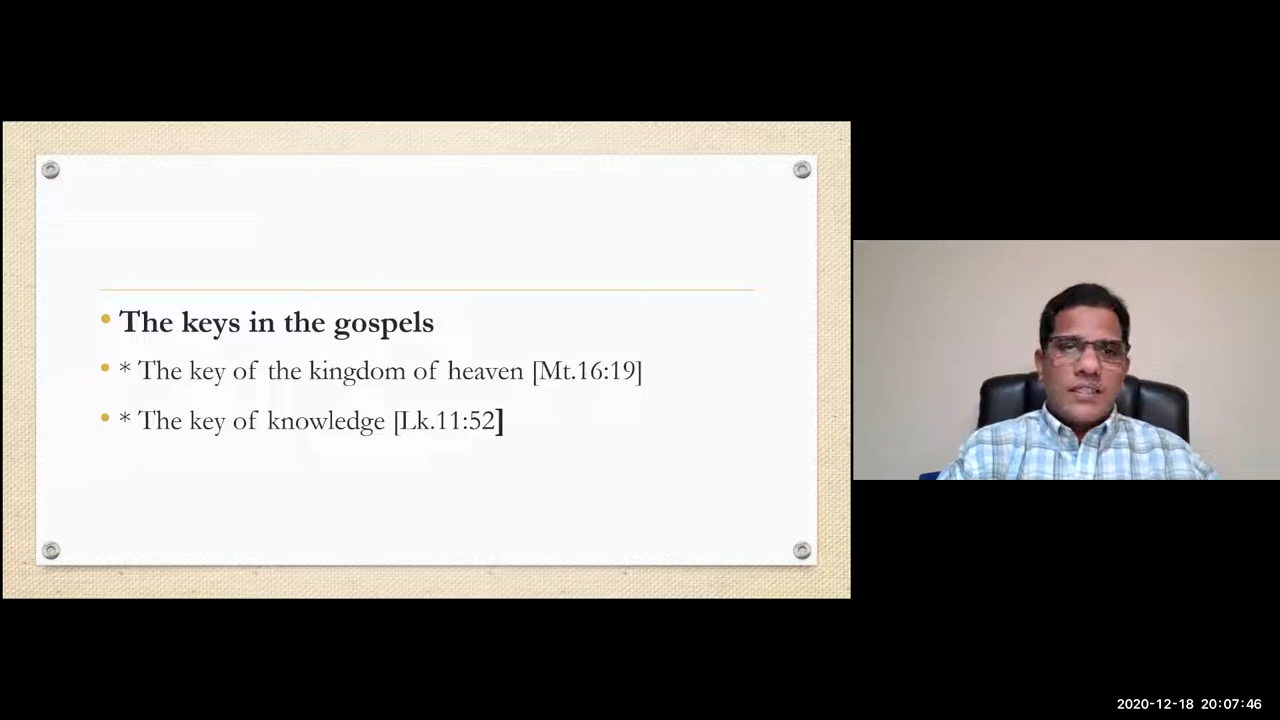 • The keys in the gospels
• * The key of the kingdom of heaven [Mt.16:19]
• * The key of knowledge [Lk.11:52]
2020-12-18 20:07:46